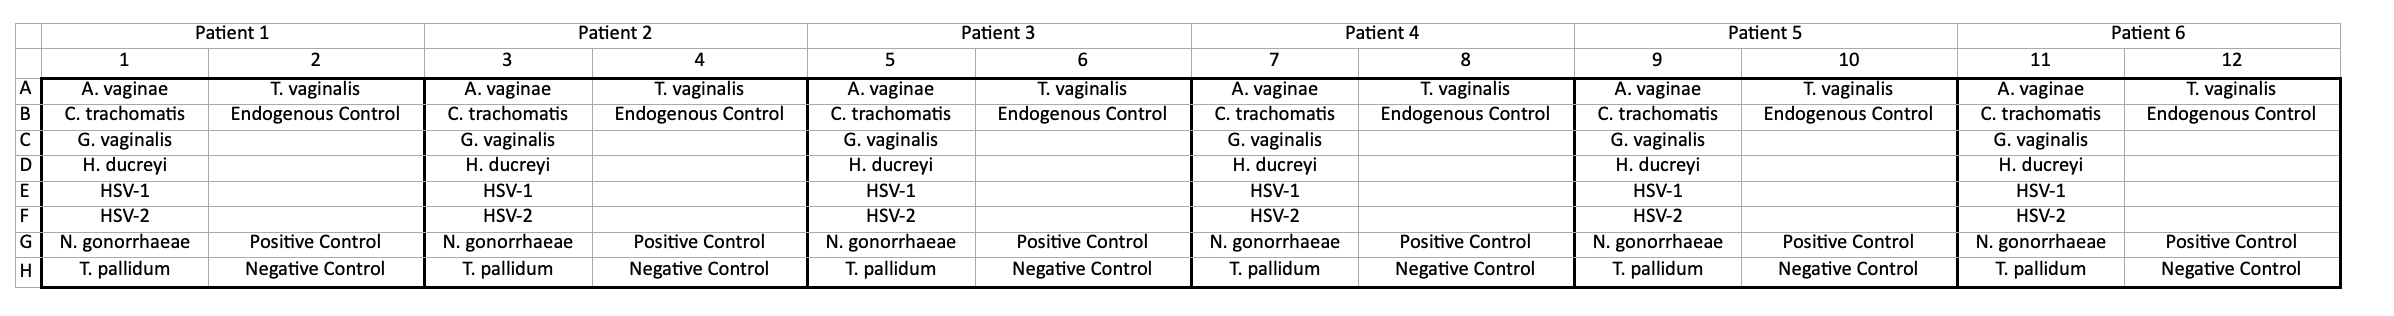 Patient 1 Patient 2 Patient 3 Patient 4 Patient 5 Patient 6
1 2 3 4 5 6 7 8 9 10 11 12
A A. vaginae T. vaginalis A. vaginae T. vaginalis A. vaginae T. vaginalis A. vaginae T. vaginalis A. vaginae T. vaginalis A. vaginae T. vaginalis
B C. trachomatis Endogenous Control C. trachomatis Endogenous Control C. trachomatis Endogenous Control C. trachomatis Endogenous Control C. trachomatis Endogenous Control C. trachomatis Endogenous Control
C G. vaginalis G. vaginalis G. vaginalis G. vaginalis G. vaginalis G. vaginalis
D H. ducreyi H. ducreyi H. ducreyi H. ducreyi H. ducreyi H. ducreyi
E HSV-1 HSV-1 HSV-1 HSV-1 HSV-1 HSV-1
F HSV-2 HSV-2 HSV-2 HSV-2 HSV-2 HSV-2
G N. gonorrhaeae Positive Control N. gonorrhaeae Positive Control N. gonorrhaeae Positive Control N. gonorrhaeae Positive Control N. gonorrhaeae Positive Control N. gonorrhaeae Positive Control
H T. pallidum Negative Control T. pallidum Negative Control T. pallidum Negative Control T. pallidum Negative Control T. pallidum Negative Control T. pallidum Negative Control